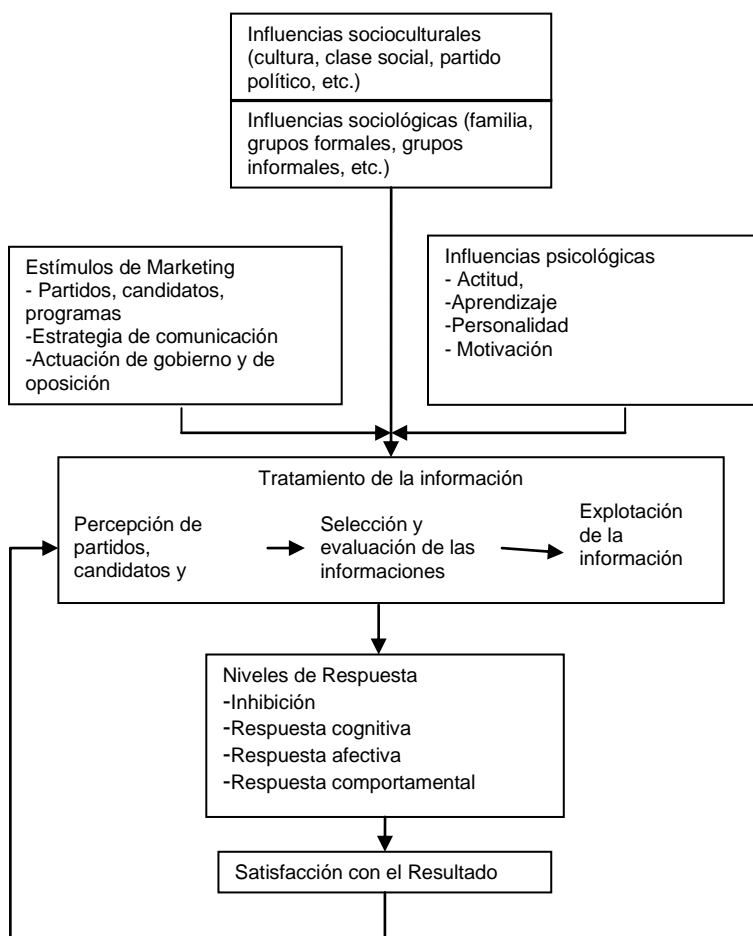 Influencias socioculturales
(cultura, clase social, partido
político, etc.)
Influencias sociológicas (familia,
grupos formales, grupos
informales, etc.)
Estímulos de Marketing
- Partidos, candidatos,
programas
-Estrategia de comunicación
-Actuación de gobierno y de
oposición
Influencias psicológicas
- Actitud,
-Aprendizaje
-Personalidad
- Motivación
Tratamiento de la información
Percepción de
partidos,
candidatos y
Selección y
evaluación de las
informaciones
Explotación
de la
información
Niveles de Respuesta
-Inhibición
-Respuesta cognitiva
-Respuesta afectiva
-Respuesta comportamental
Satisfacción con el Resultado